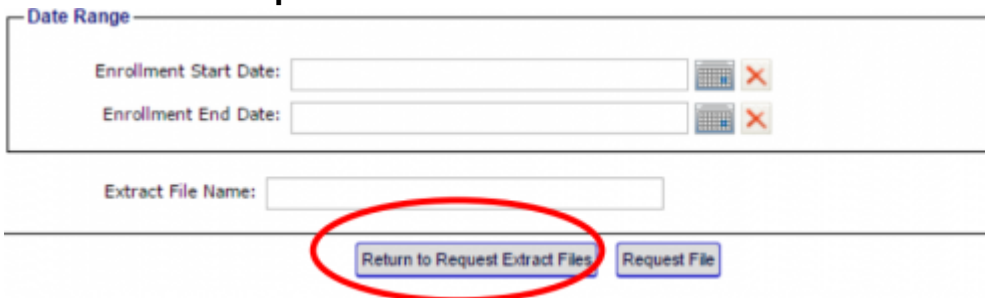 Date Range
Enrollment Start Date:
Enrollment End Date:
Extract File Name:
Return to Request Extract Files Request File